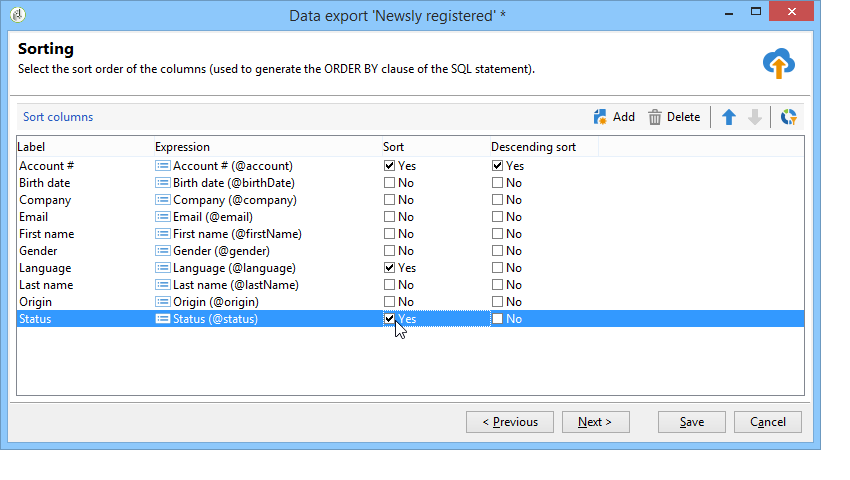 Data export 'Newsly registered' *
Sorting
Select the sort order of the columns (used to generate the ORDER BY clause of the SQL statement).
Sort columns Add Delete
Label Expression Sort Descending sort
Account # Account # (@account) Yes Yes
Birth date Birth date (@birthDate) No No
Company Company (@company) No No
Email Email (@email) No No
First name First name (@firstName) No No
Gender Gender (@gender) No No
Language Language (@language) Yes No
Last name Last name (@lastName) No No
Origin Origin (@origin) No No
Status Status (@status) Yes No
< Previous Next > Save Cancel